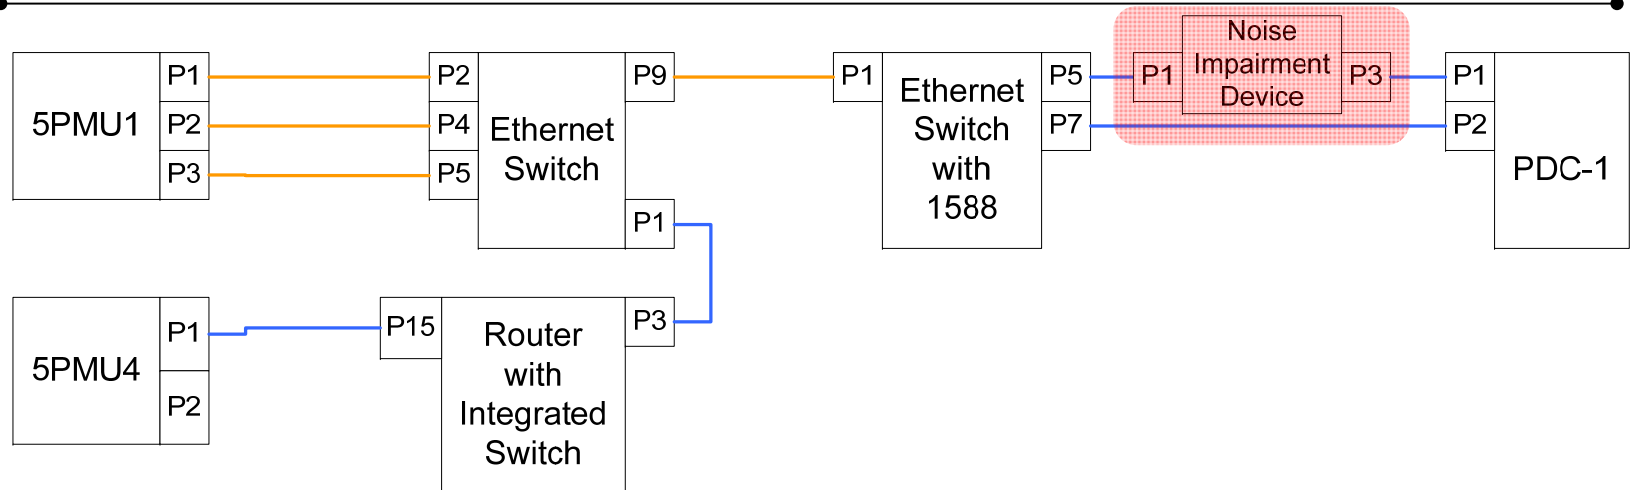 5PMU1
P1
P2
P3
P2
P4
P5
Ethernet
Switch
P9
P1
P1
Ethernet
Switch
with
1588
P5
P7
P1
Noise
Impairment
Device
P3
P1
P2
PDC-1
5PMU4
P1
P2
P15
Router
with
Integrated
Switch
P3